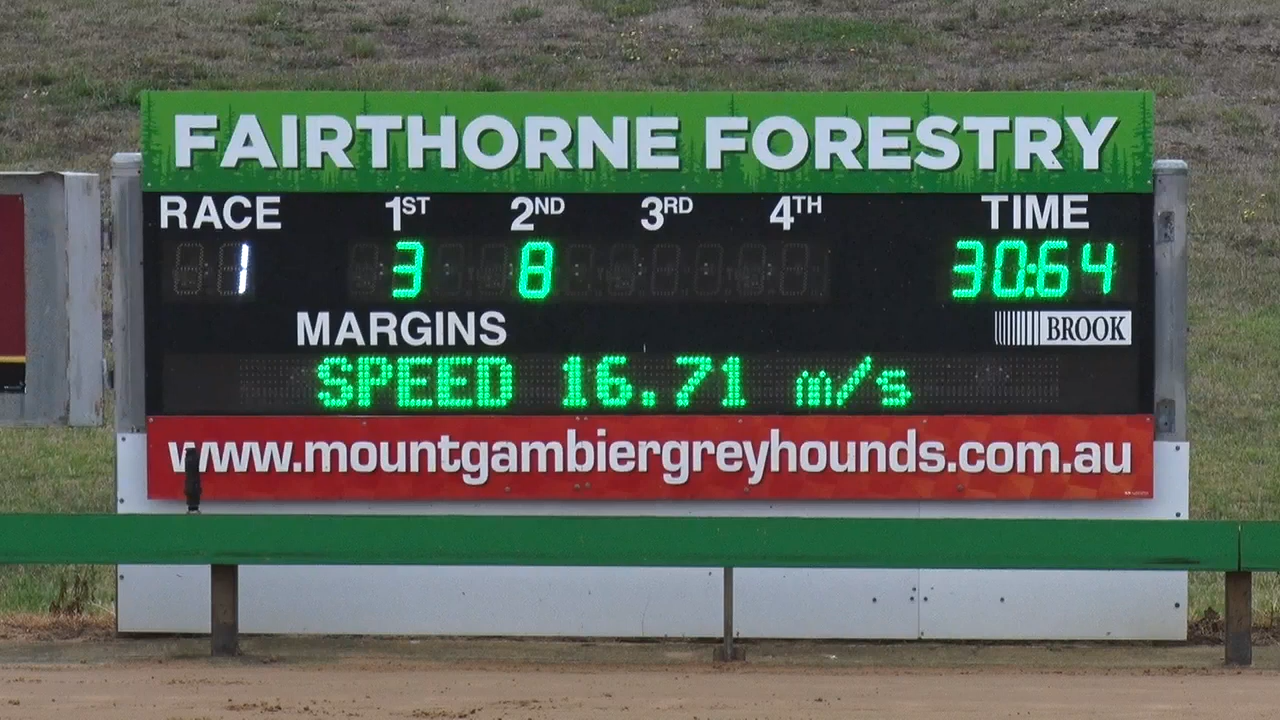 FAIRTHORNE FORESTRY
RACE 1ST 2ND 3RD 4TH TIME
1 3 8 30:64
MARGINS BROOK
SPEED 16.71 m/s
www.mountgambiergreyhounds.com.au